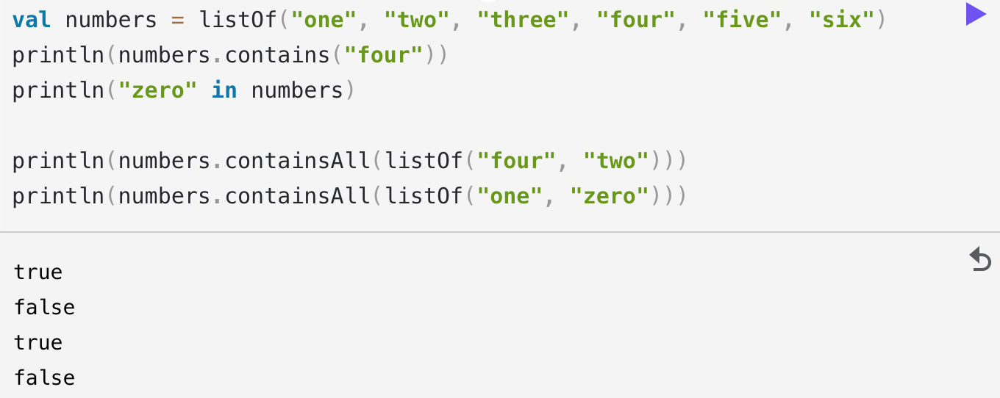 val numbers = listOf("one", "two", "three", "four", "five", "six")
println(numbers.contains("four"))
println("zero" in numbers)
println(numbers.containsAll(listOf("four", "two")))
println(numbers.containsAll(listOf("one", "zero")))
true
false
true
false